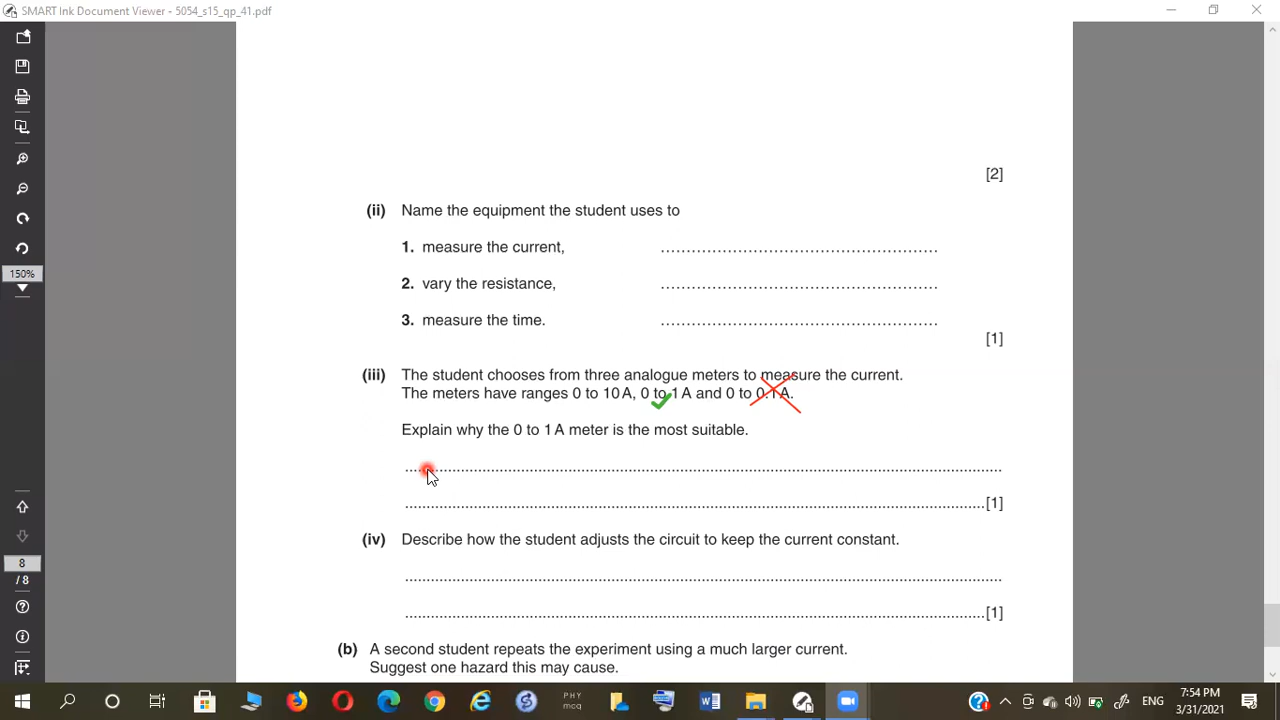 SMART Ink Document Viewer - 5054_s15_qp_41.pdf
[2]
(ii) Name the equipment the student uses to
1. measure the current, ......................................................
2. vary the resistance, ......................................................
3. measure the time. ......................................................
[1]
(iii) The student chooses from three analogue meters to measure the current.
The meters have ranges 0 to 10 A, 0 to 1 A and 0 to 0.1 A.
Explain why the 0 to 1 A meter is the most suitable.
..........................................................................................
..........................................................................................[1]
(iv) Describe how the student adjusts the circuit to keep the current constant.
..........................................................................................
..........................................................................................[1]
(b) A second student repeats the experiment using a much larger current.
Suggest one hazard this may cause.
150%
8
/ 8
PHY
mcq
ENG
7:54 PM
3/31/2021
3